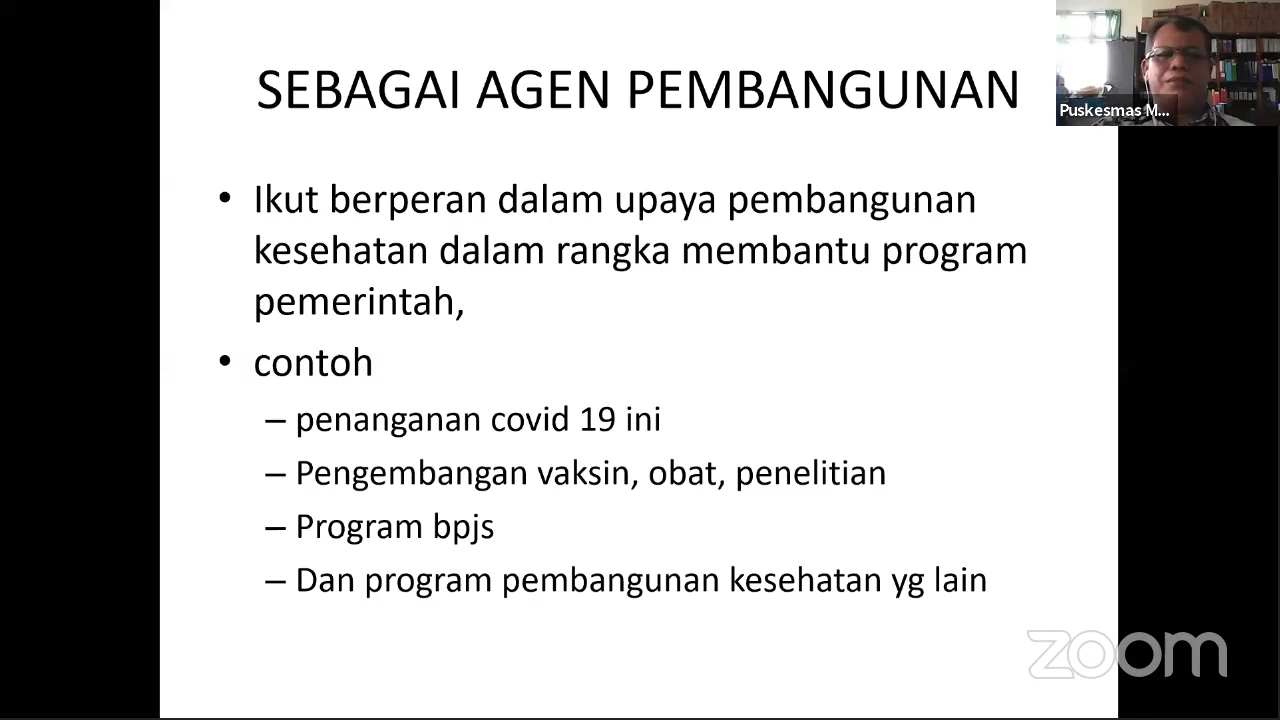 SEBAGAI AGEN PEMBANGUNAN
Puskesmas M...
• Ikut berperan dalam upaya pembangunan
kesehatan dalam rangka membantu program
pemerintah,
• contoh
– penanganan covid 19 ini
– Pengembangan vaksin, obat, penelitian
– Program bpjs
– Dan program pembangunan kesehatan yg lain
zoom